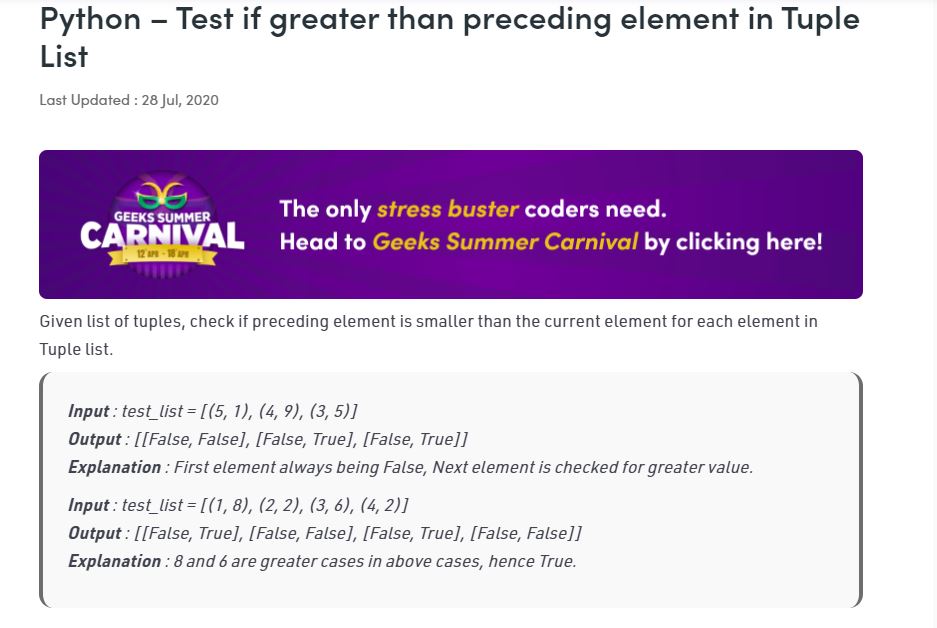 Python – Test if greater than preceding element in Tuple
List
Last Updated : 28 Jul, 2020
GEEKS SUMMER
CARNIVAL
12 APR - 18 APR
The only stress buster coders need.
Head to Geeks Summer Carnival by clicking here!
Given list of tuples, check if preceding element is smaller than the current element for each element in
Tuple list.
Input : test_list = [(5, 1), (4, 9), (3, 5)]
Output : [[False, False], [False, True], [False, True]]
Explanation : First element always being False, Next element is checked for greater value.
Input : test_list = [(1, 8), (2, 2), (3, 6), (4, 2)]
Output : [[False, True], [False, False], [False, True], [False, False]]
Explanation : 8 and 6 are greater cases in above cases, hence True.